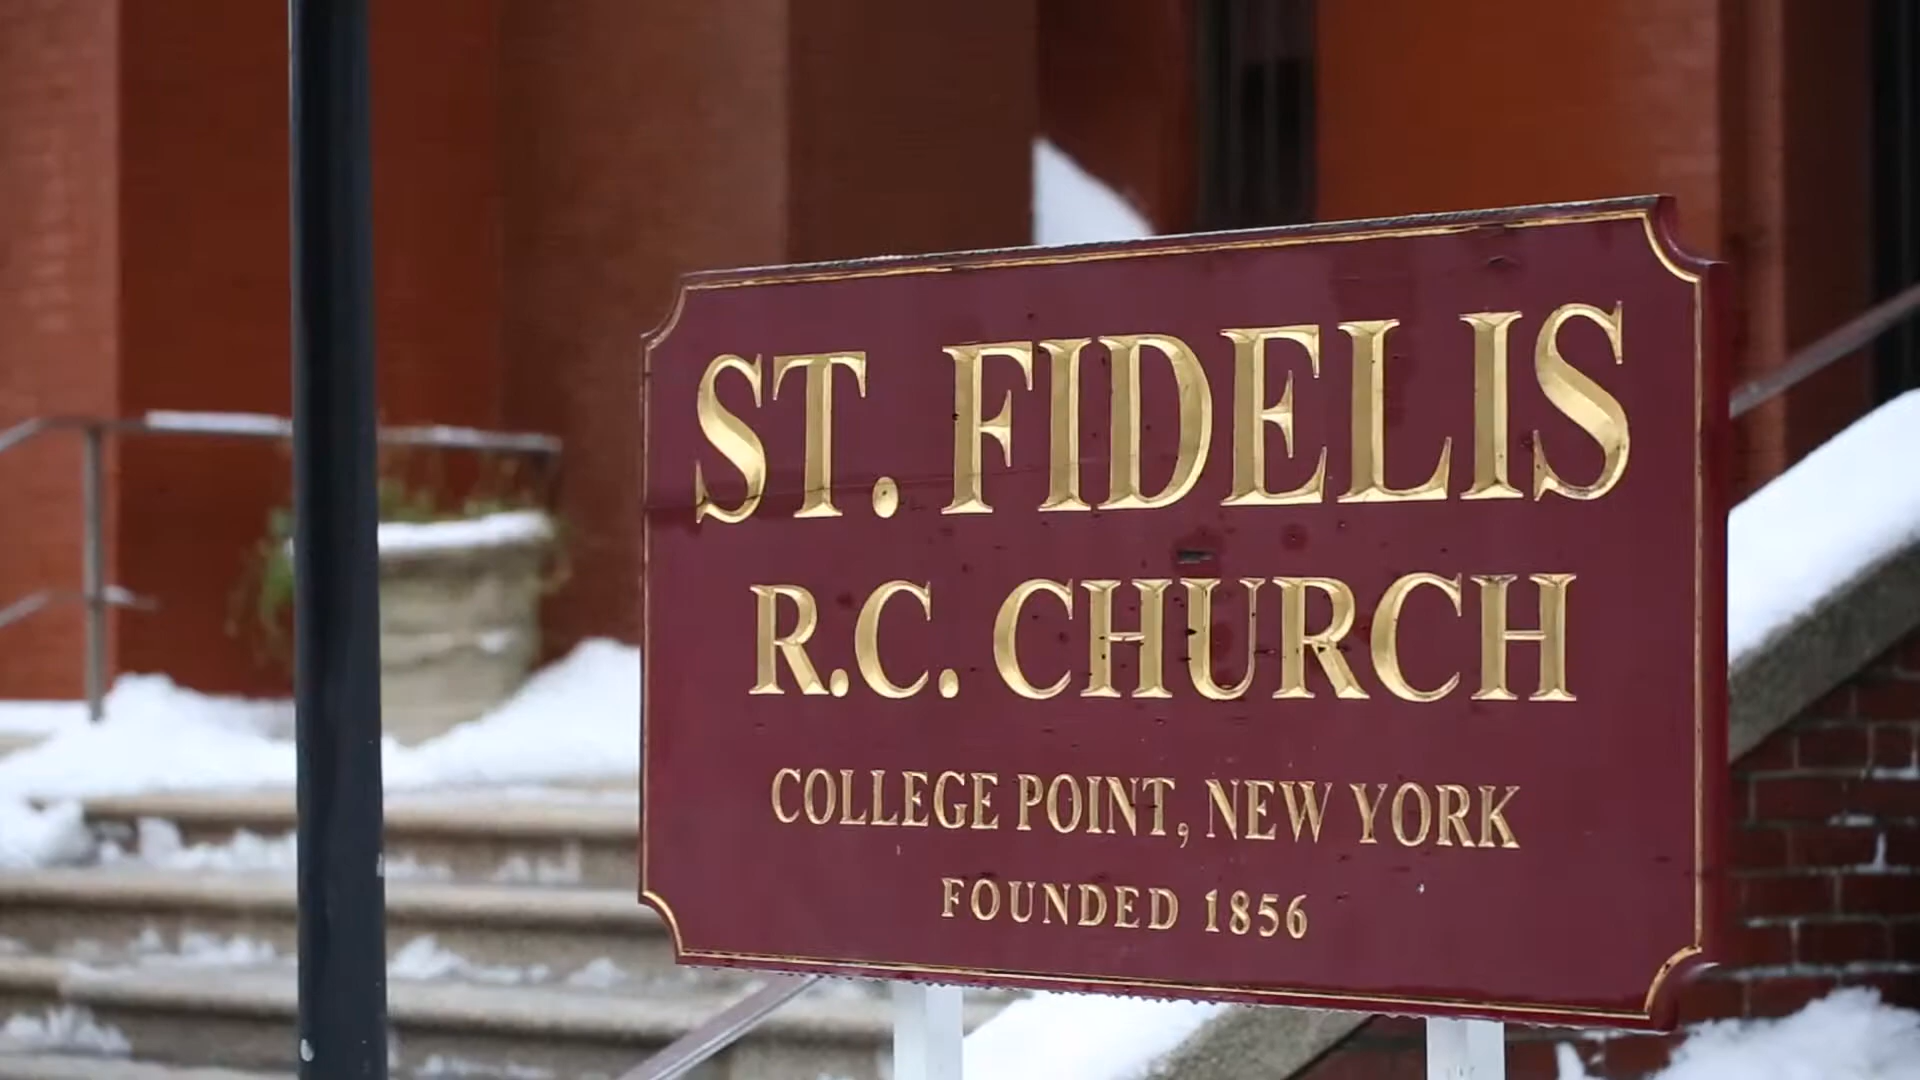 ST. FIDELIS
R.C. CHURCH
COLLEGE POINT, NEW YORK
FOUNDED 1856